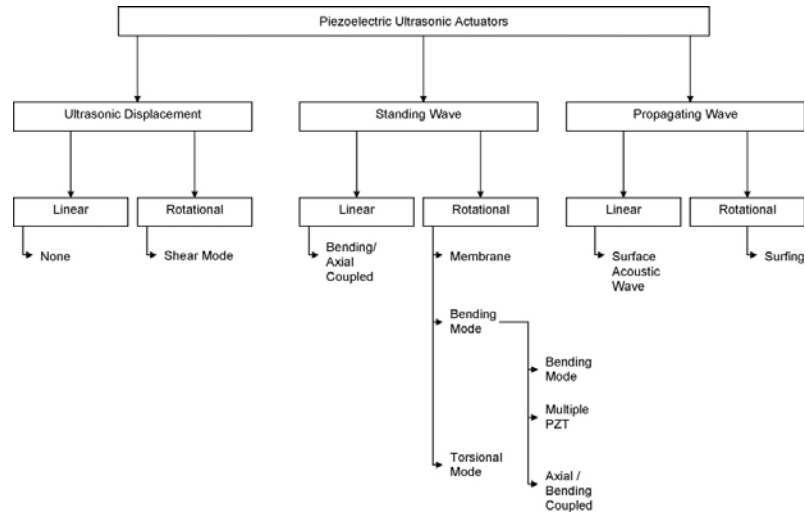 Piezoelectric Ultrasonic Actuators
Ultrasonic Displacement
Standing Wave
Propagating Wave
Linear
Rotational
Linear
Rotational
Linear
Rotational
None
Shear Mode
Bending/
Axial
Coupled
Membrane
Surface
Acoustic
Wave
Surfing
Bending
Mode
Bending
Mode
Multiple
PZT
Torsional
Mode
Axial /
Bending
Coupled